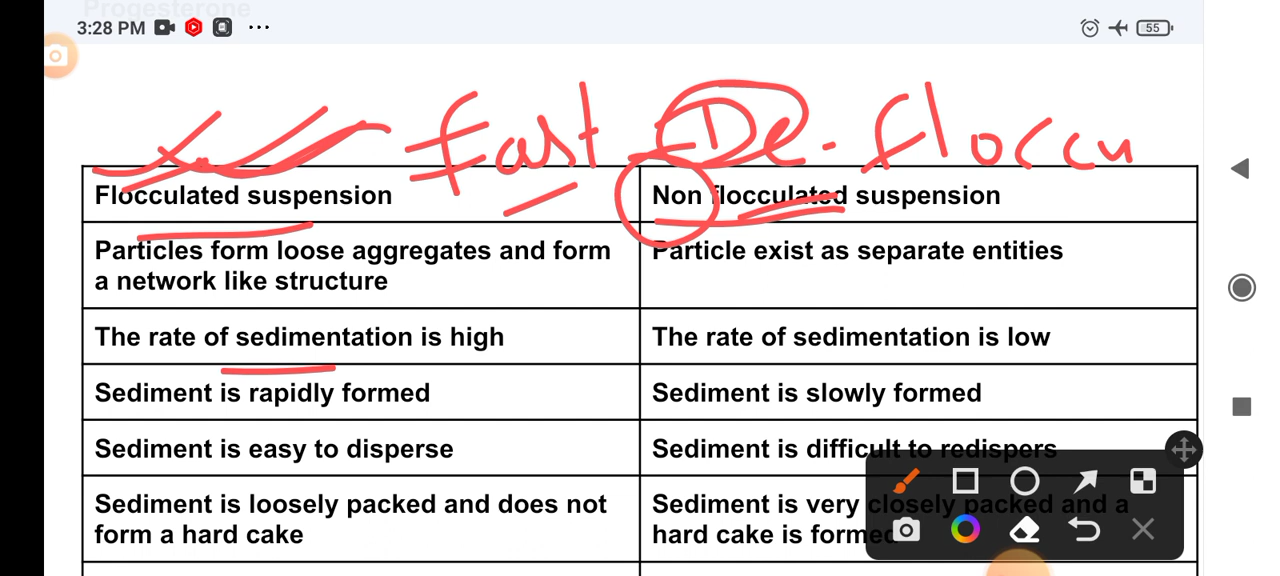 Progesterone
3:28 PM
55
Fast De. floccu
Flocculated suspension
Non flocculated suspension
Particles form loose aggregates and form
a network like structure
Particle exist as separate entities
The rate of sedimentation is high
The rate of sedimentation is low
Sediment is rapidly formed
Sediment is slowly formed
Sediment is easy to disperse
Sediment is difficult to redispers
Sediment is loosely packed and does not
form a hard cake
Sediment is very closely packed and a
hard cake is formed